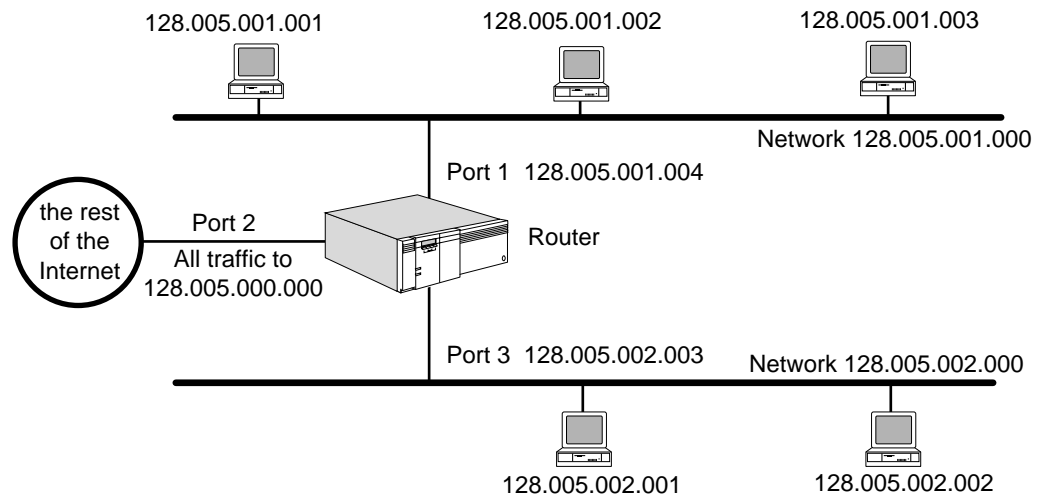 128.005.001.001
128.005.001.002
128.005.001.003
Network 128.005.001.000
Port 1 128.005.001.004
the rest
of the
Internet
Port 2
All traffic to
128.005.000.000
Router
Port 3 128.005.002.003
Network 128.005.002.000
128.005.002.001
128.005.002.002